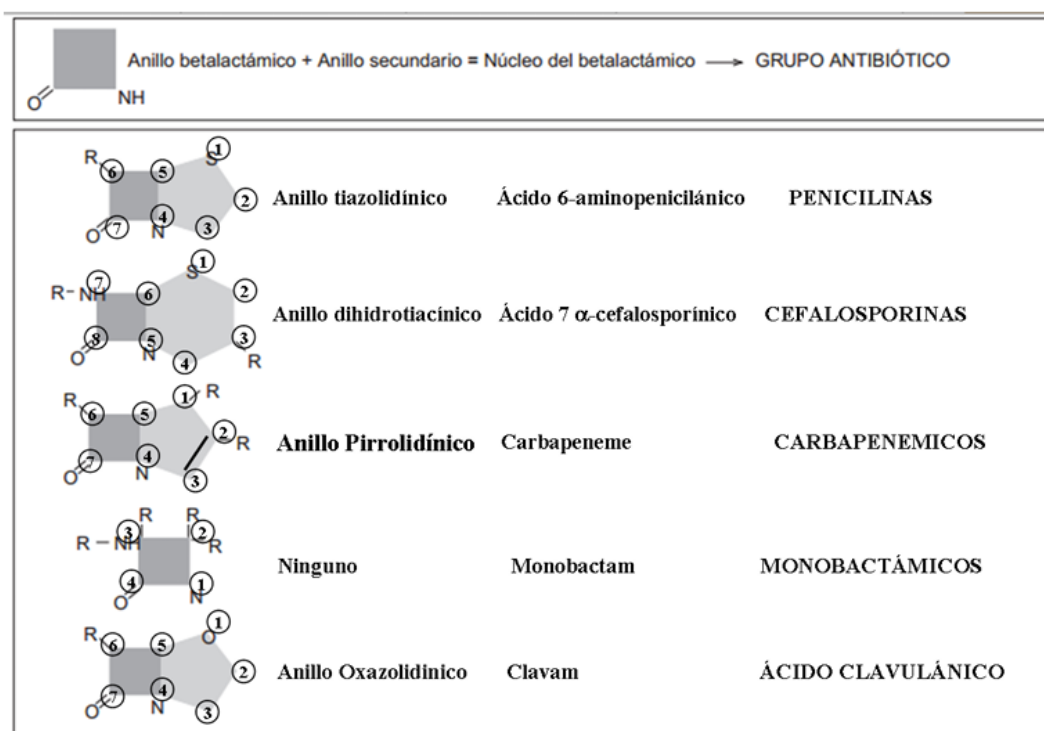 Anillo betalactámico + Anillo secundario = Núcleo del betalactámico → GRUPO ANTIBIÓTICO
O NH
R 6 5 S 1 2 3 4 N 7 O
Anillo tiazolidínico Ácido 6-aminopenicilánico PENICILINAS
R- NH 7 6 S 1 2 3 R 4 5 N 8 O
Anillo dihidrotiacínico Ácido 7 α-cefalosporínico CEFALOSPORINAS
R 6 5 1 R 2 R 3 4 N 7 O
Anillo Pirrolidínico Carbapeneme CARBAPENEMICOS
R - NH 3 R R 2 R 1 N 4 O
Ninguno Monobactam MONOBACTÁMICOS
R 6 5 O 1 2 3 4 N 7 O
Anillo Oxazolidinico Clavam ÁCIDO CLAVULÁNICO